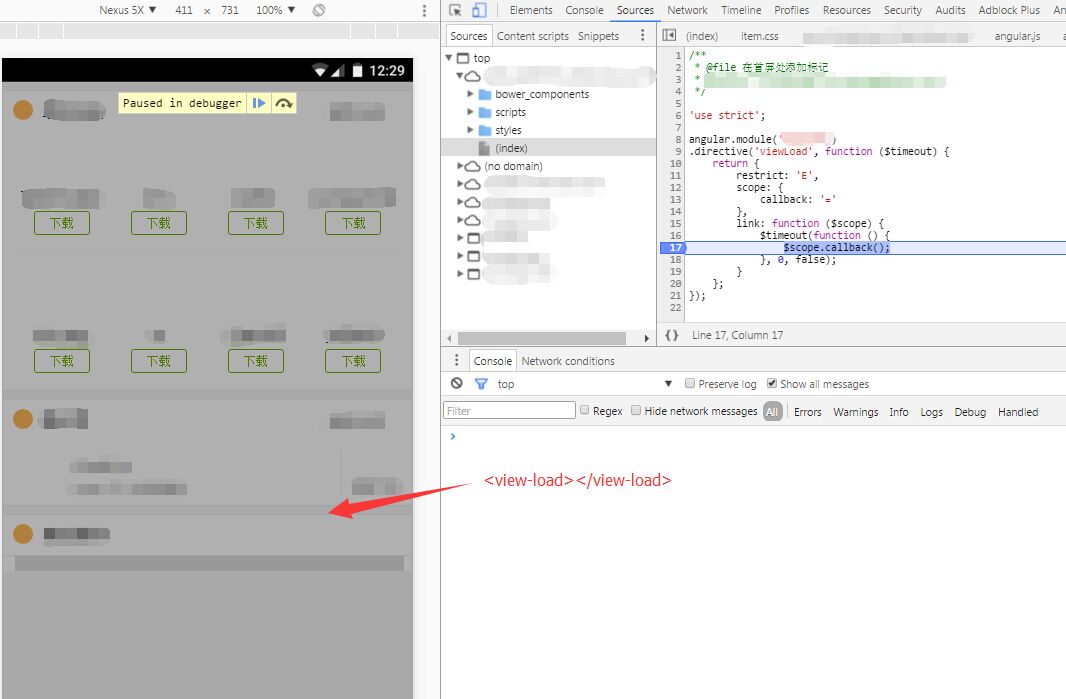 Nexus 5X ▼ 411 × 731 100% ▼
Elements Console Sources Network Timeline Profiles Resources Security Audits Adblock Plus
12:29
Paused in debugger
下载 下载 下载 下载
下载 下载 下载 下载
Sources Content scripts Snippets
top
bower_components
scripts
styles
(index)
(no domain)
(index) item.css angular.js
1 /**
2 * @file 在首屏处添加标记
3 *
4 */
5
6 'use strict';
7
8 angular.module('
9 .directive('viewLoad', function ($timeout) {
10 return {
11 restrict: 'E',
12 scope: {
13 callback: '='
14 },
15 link: function ($scope) {
16 $timeout(function () {
17 $scope.callback();
18 }, 0, false);
19 }
20 };
21 });
22
{} Line 17, Column 17
Console Network conditions
top ▼ Preserve log Show all messages
Filter Regex Hide network messages All Errors Warnings Info Logs Debug Handled
>
<view-load></view-load>